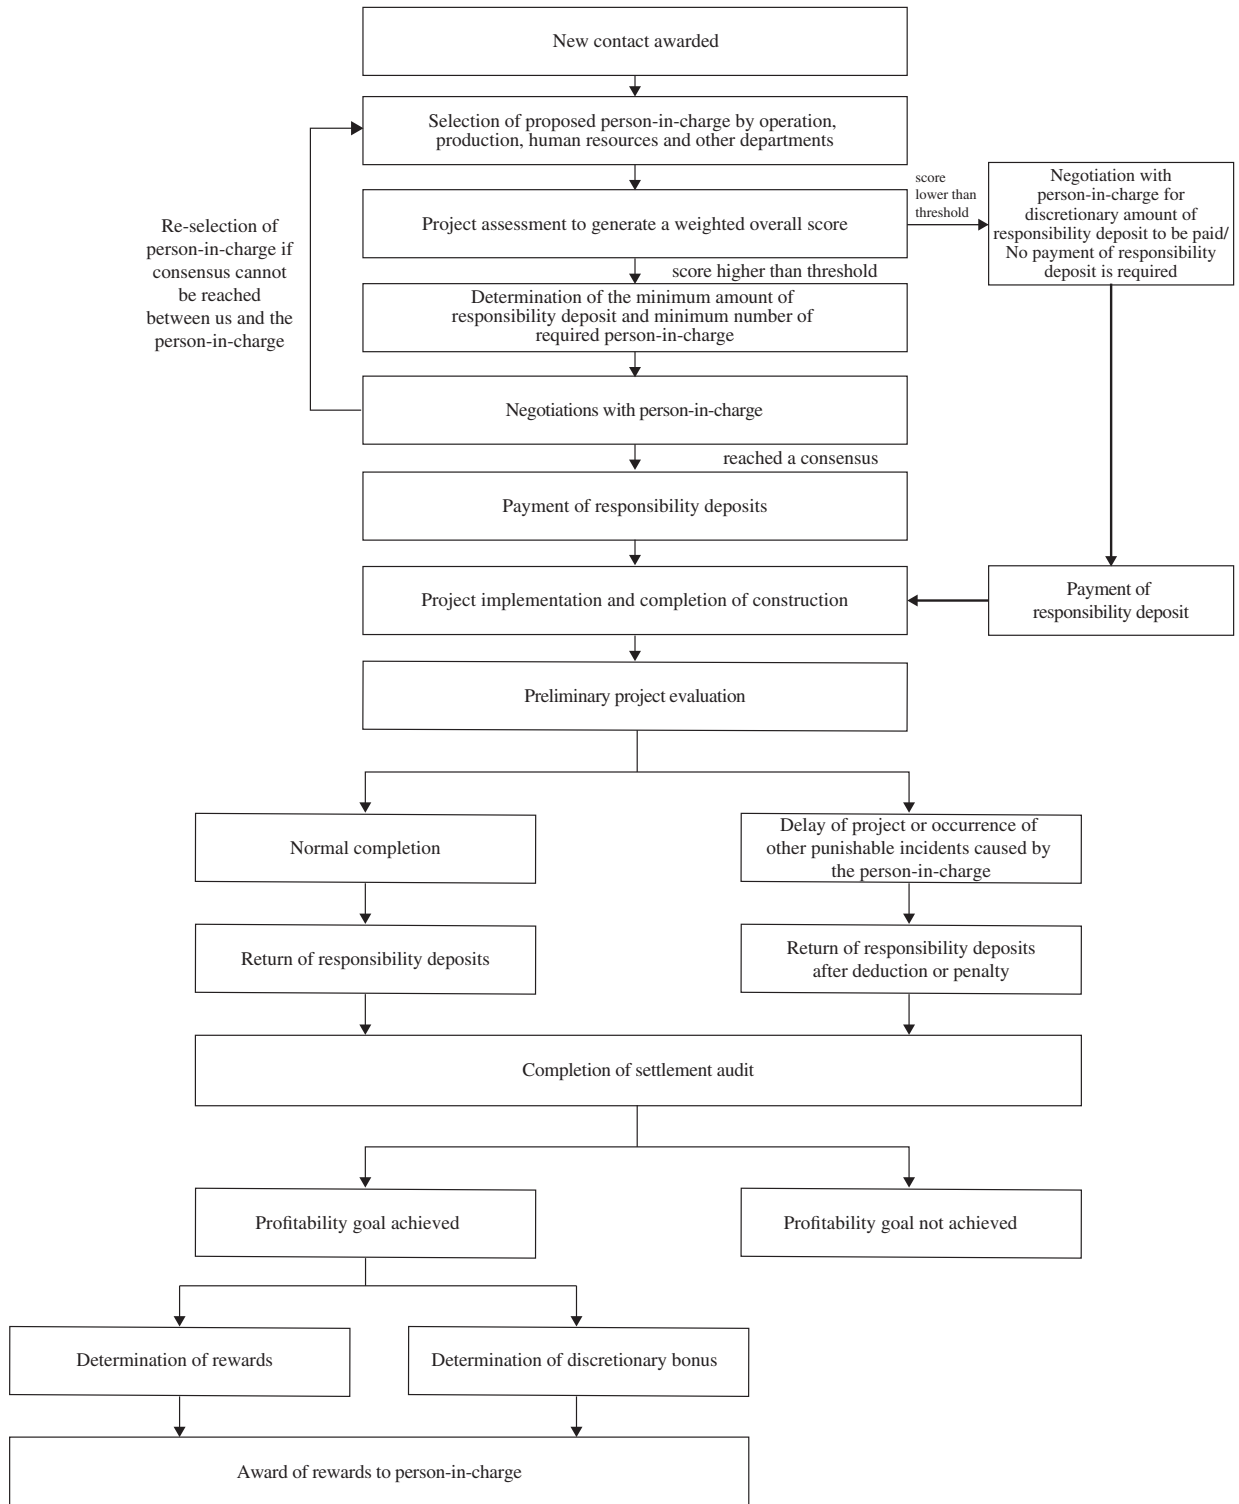 New contact awarded
Selection of proposed person-in-charge by operation,
production, human resources and other departments
Project assessment to generate a weighted overall score
score
lower than
threshold
Negotiation with
person-in-charge for
discretionary amount of
responsibility deposit to be paid/
No payment of responsibility
deposit is required
Re-selection of
person-in-charge if
consensus cannot
be reached
between us and the
person-in-charge
score higher than threshold
Determination of the minimum amount of
responsibility deposit and minimum number of
required person-in-charge
Negotiations with person-in-charge
reached a consensus
Payment of responsibility deposits
Project implementation and completion of construction
Payment of
responsibility deposit
Preliminary project evaluation
Normal completion
Delay of project or occurrence of
other punishable incidents caused by
the person-in-charge
Return of responsibility deposits
Return of responsibility deposits
after deduction or penalty
Completion of settlement audit
Profitability goal achieved
Profitability goal not achieved
Determination of rewards
Determination of discretionary bonus
Award of rewards to person-in-charge